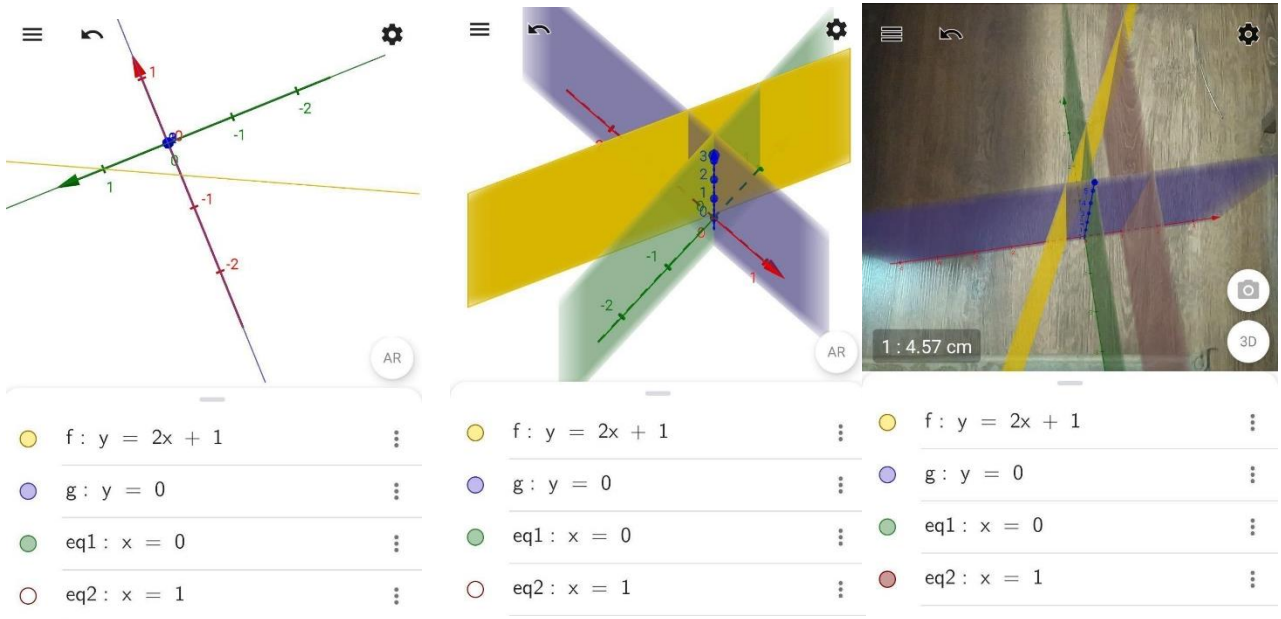 1
-2
-1
0
0
1
-1
-2
AR
f : y = 2x + 1
g : y = 0
eq1 : x = 0
eq2 : x = 1
3
2
1
0
0
0
-1
1
-2
AR
f : y = 2x + 1
g : y = 0
eq1 : x = 0
eq2 : x = 1
1 : 4.57 cm
3D
f : y = 2x + 1
g : y = 0
eq1 : x = 0
eq2 : x = 1